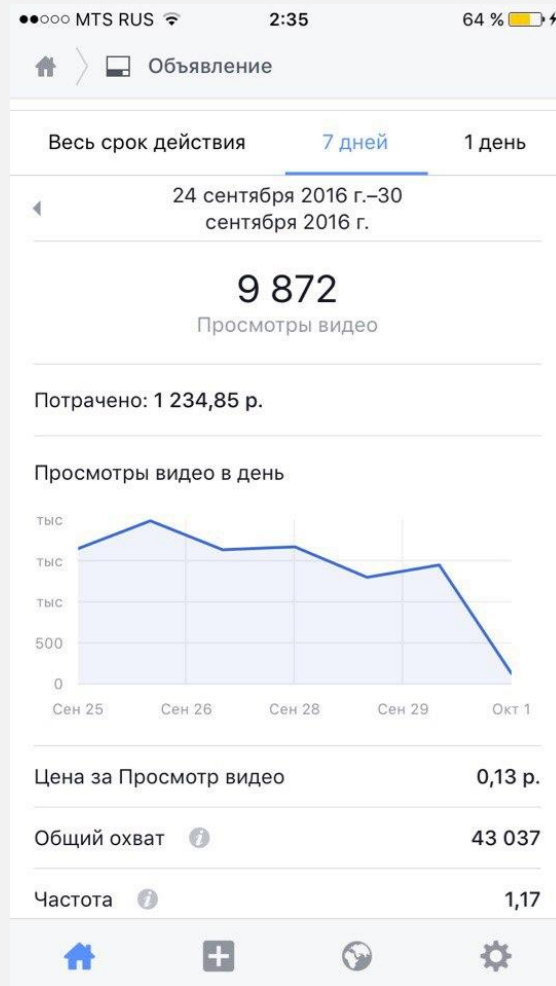 MTS RUS 2:35 64 %
Объявление
Весь срок действия 7 дней 1 день
24 сентября 2016 г.–30
сентября 2016 г.
9 872
Просмотры видео
Потрачено: 1 234,85 р.
Просмотры видео в день
тыс
тыс
тыс
500
0
Сен 25 Сен 26 Сен 28 Сен 29 Окт 1
Цена за Просмотр видео 0,13 р.
Общий охват 43 037
Частота 1,17